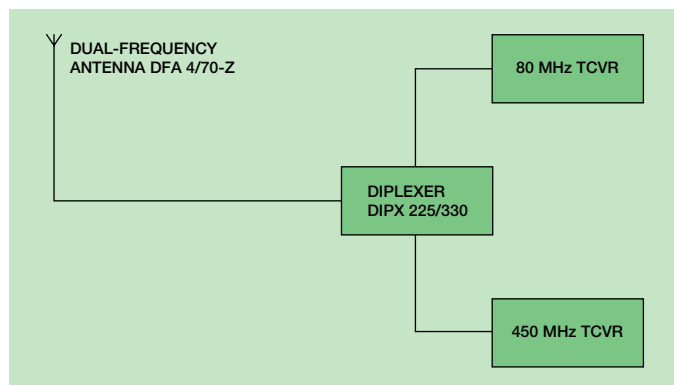 DUAL-FREQUENCY
ANTENNA DFA 4/70-Z
80 MHz TCVR
DIPLEXER
DIPX 225/330
450 MHz TCVR